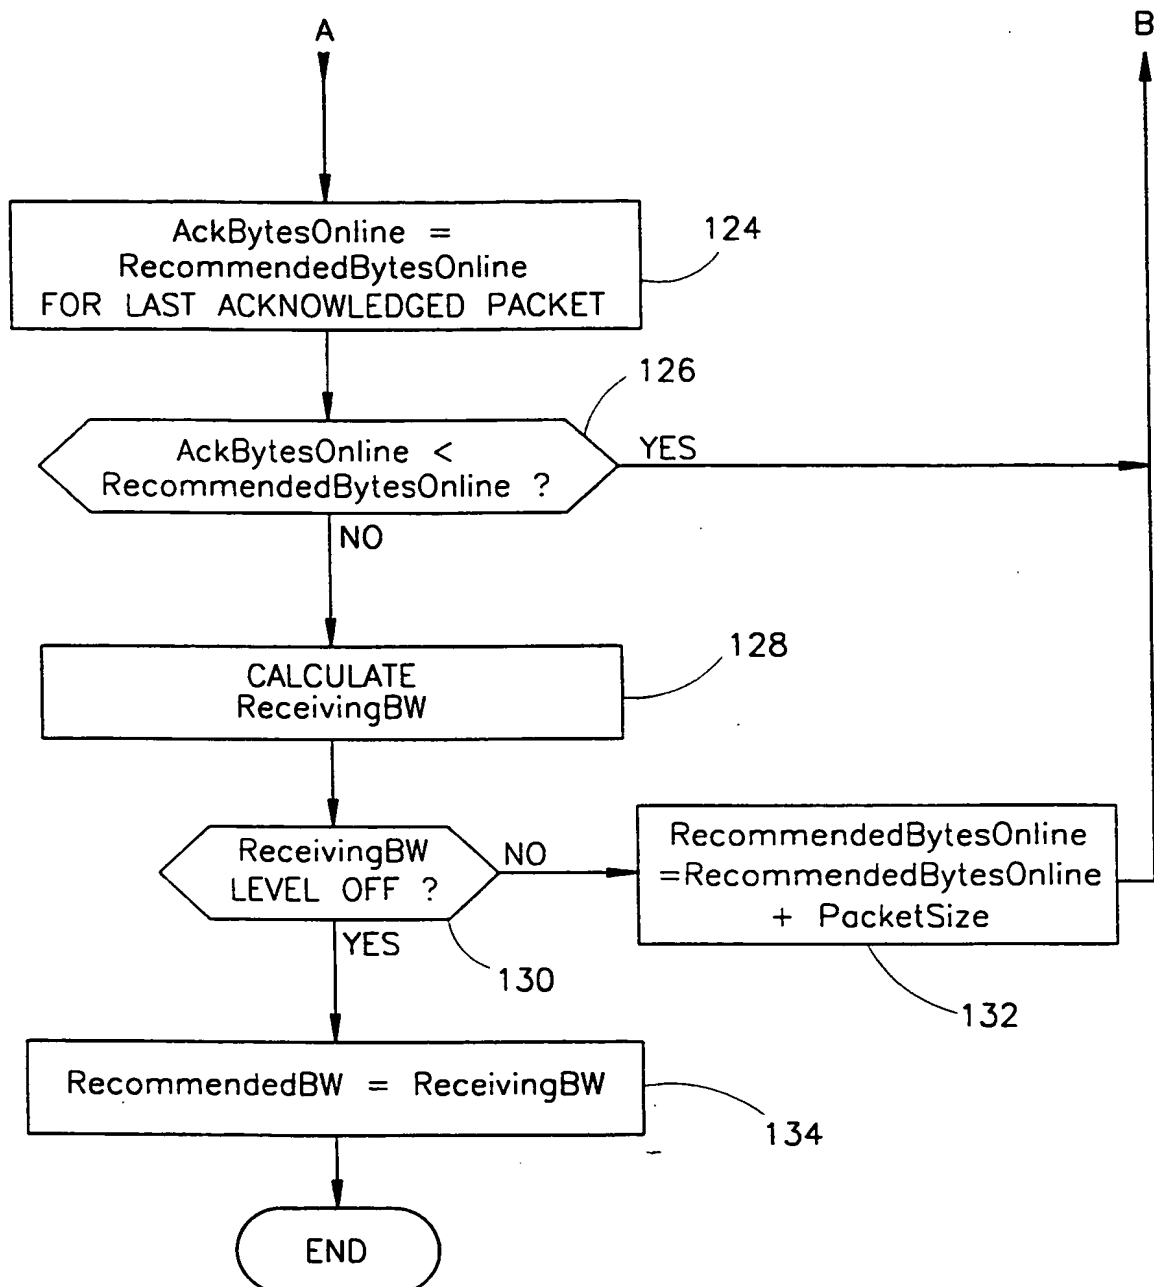 A
B
AckBytesOnline =
RecommendedBytesOnline
FOR LAST ACKNOWLEDGED PACKET
124
126
AckBytesOnline <
RecommendedBytesOnline ?
YES
NO
CALCULATE
ReceivingBW
128
ReceivingBW
LEVEL OFF ?
NO
YES
130
RecommendedBytesOnline
=RecommendedBytesOnline
+ PacketSize
132
RecommendedBW = ReceivingBW
134
END